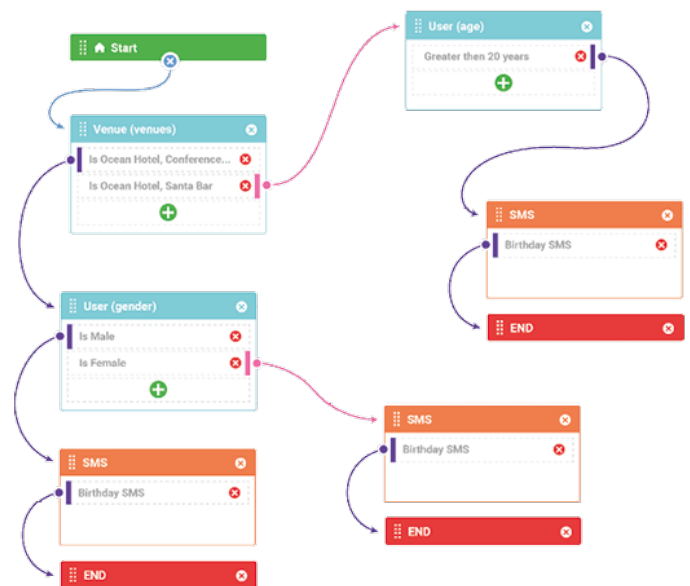 Start
Venue (venues)
Is Ocean Hotel, Conference...
Is Ocean Hotel, Santa Bar
User (age)
Greater then 20 years
SMS
Birthday SMS
END
User (gender)
Is Male
Is Female
SMS
Birthday SMS
END
SMS
Birthday SMS
END